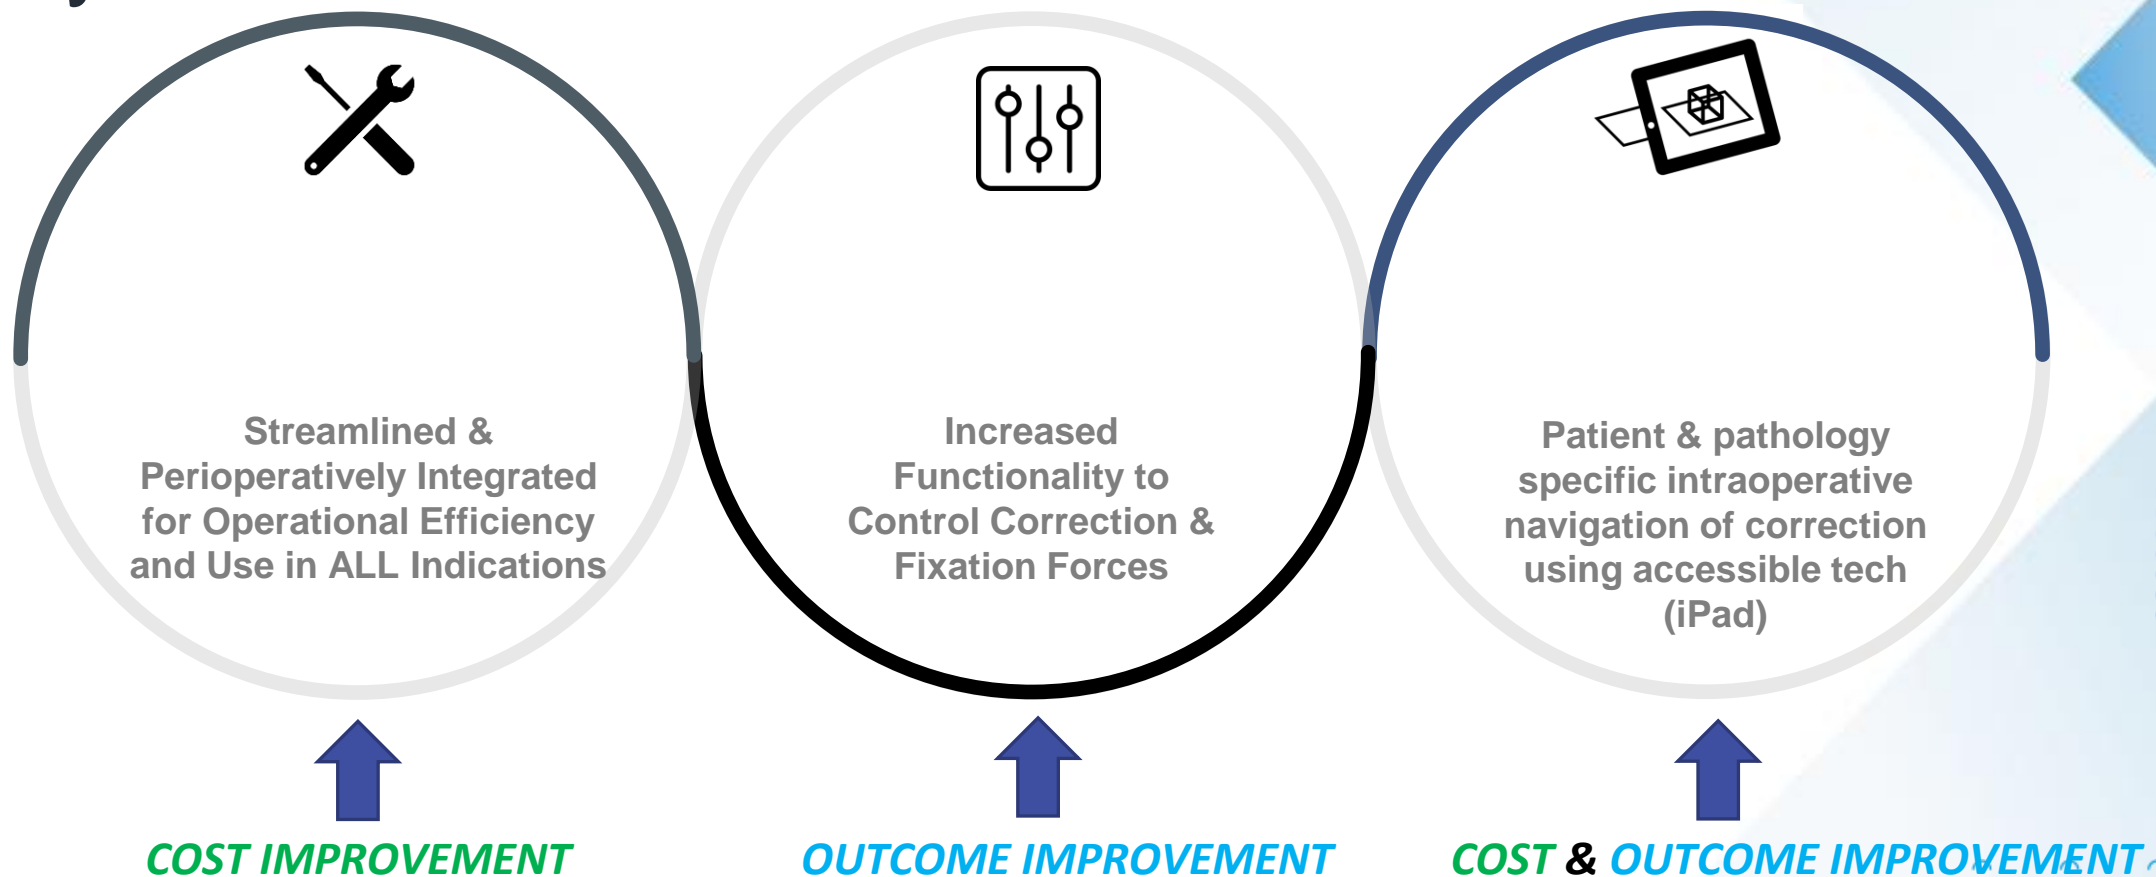 Streamlined &
Perioperatively Integrated
for Operational Efficiency
and Use in ALL Indications
Increased
Functionality to
Control Correction &
Fixation Forces
Patient & pathology
specific intraoperative
navigation of correction
using accessible tech
(iPad)
COST IMPROVEMENT
OUTCOME IMPROVEMENT
COST & OUTCOME IMPROVEMENT